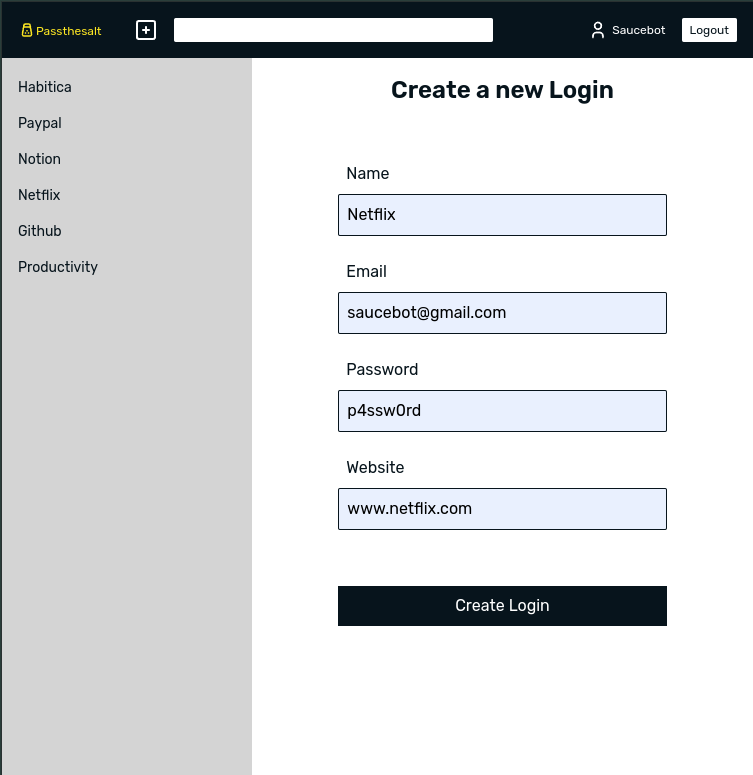 Passthesalt
Saucebot
Logout
Habitica
Paypal
Notion
Netflix
Github
Productivity
Create a new Login
Name
Netflix
Email
saucebot@gmail.com
Password
p4ssw0rd
Website
www.netflix.com
Create Login